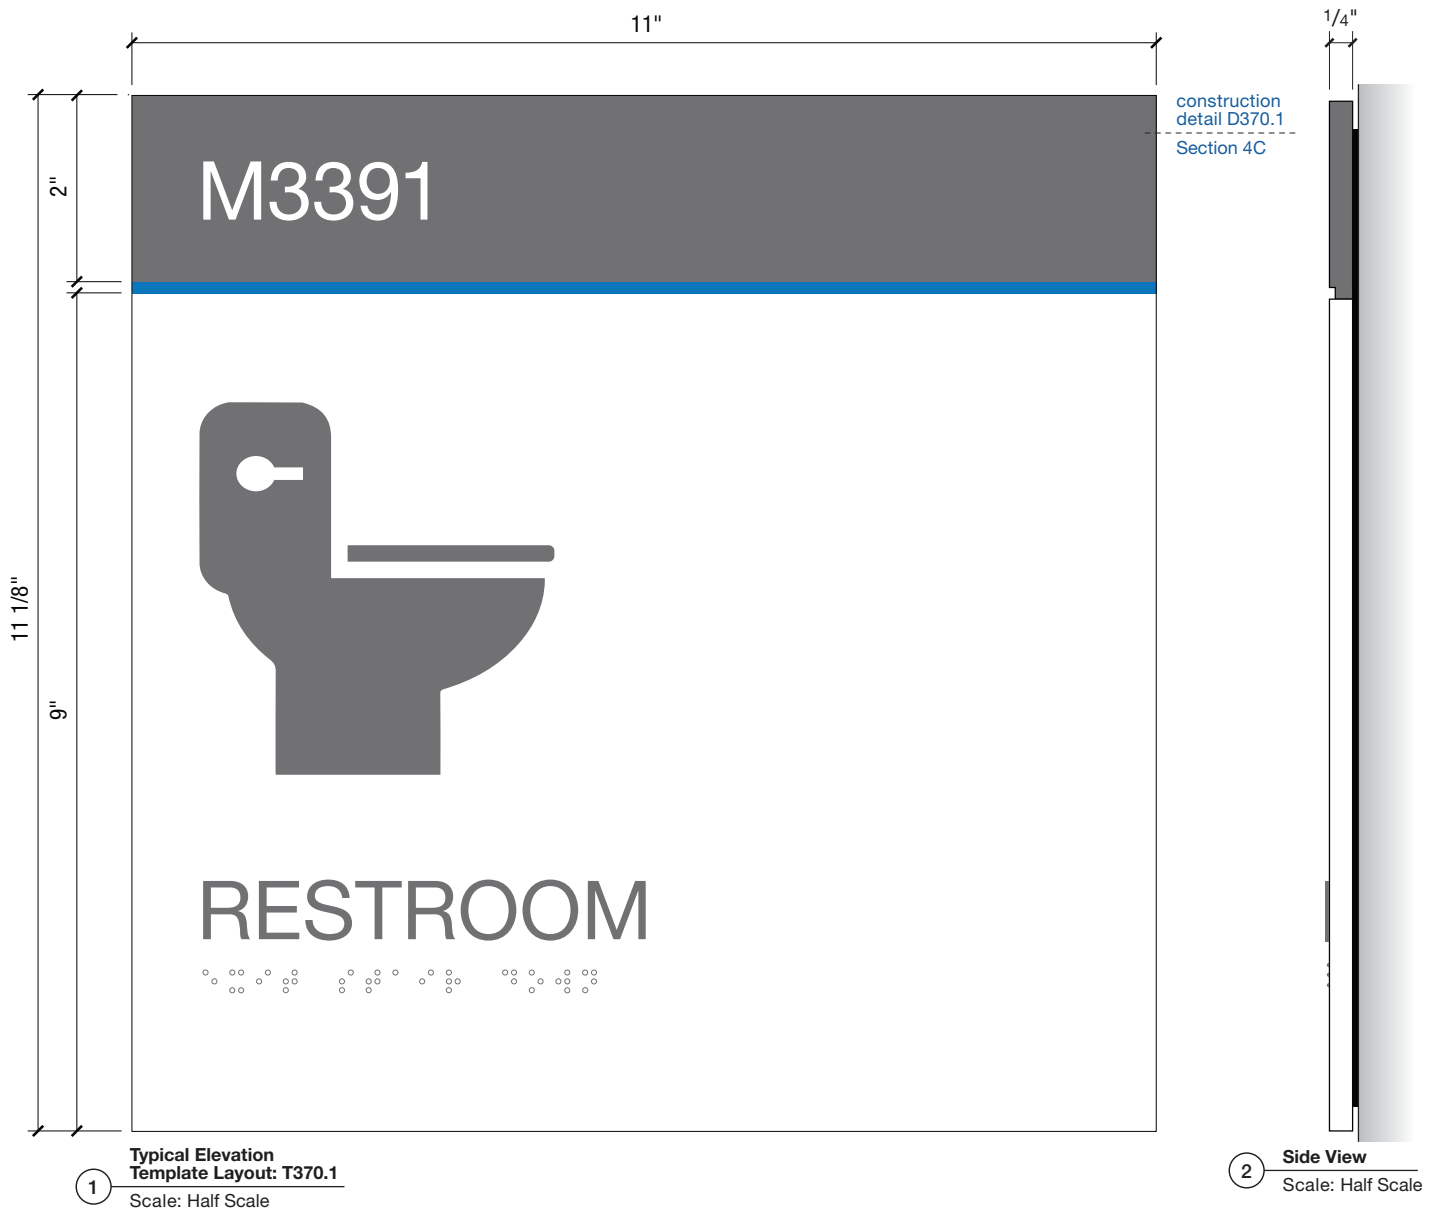 11"
1/4"
construction
detail D370.1
Section 4C
2"
M3391
11 1/8"
9"
RESTROOM
Typical Elevation
Template Layout: T370.1
1
Scale: Half Scale
Side View
2
Scale: Half Scale